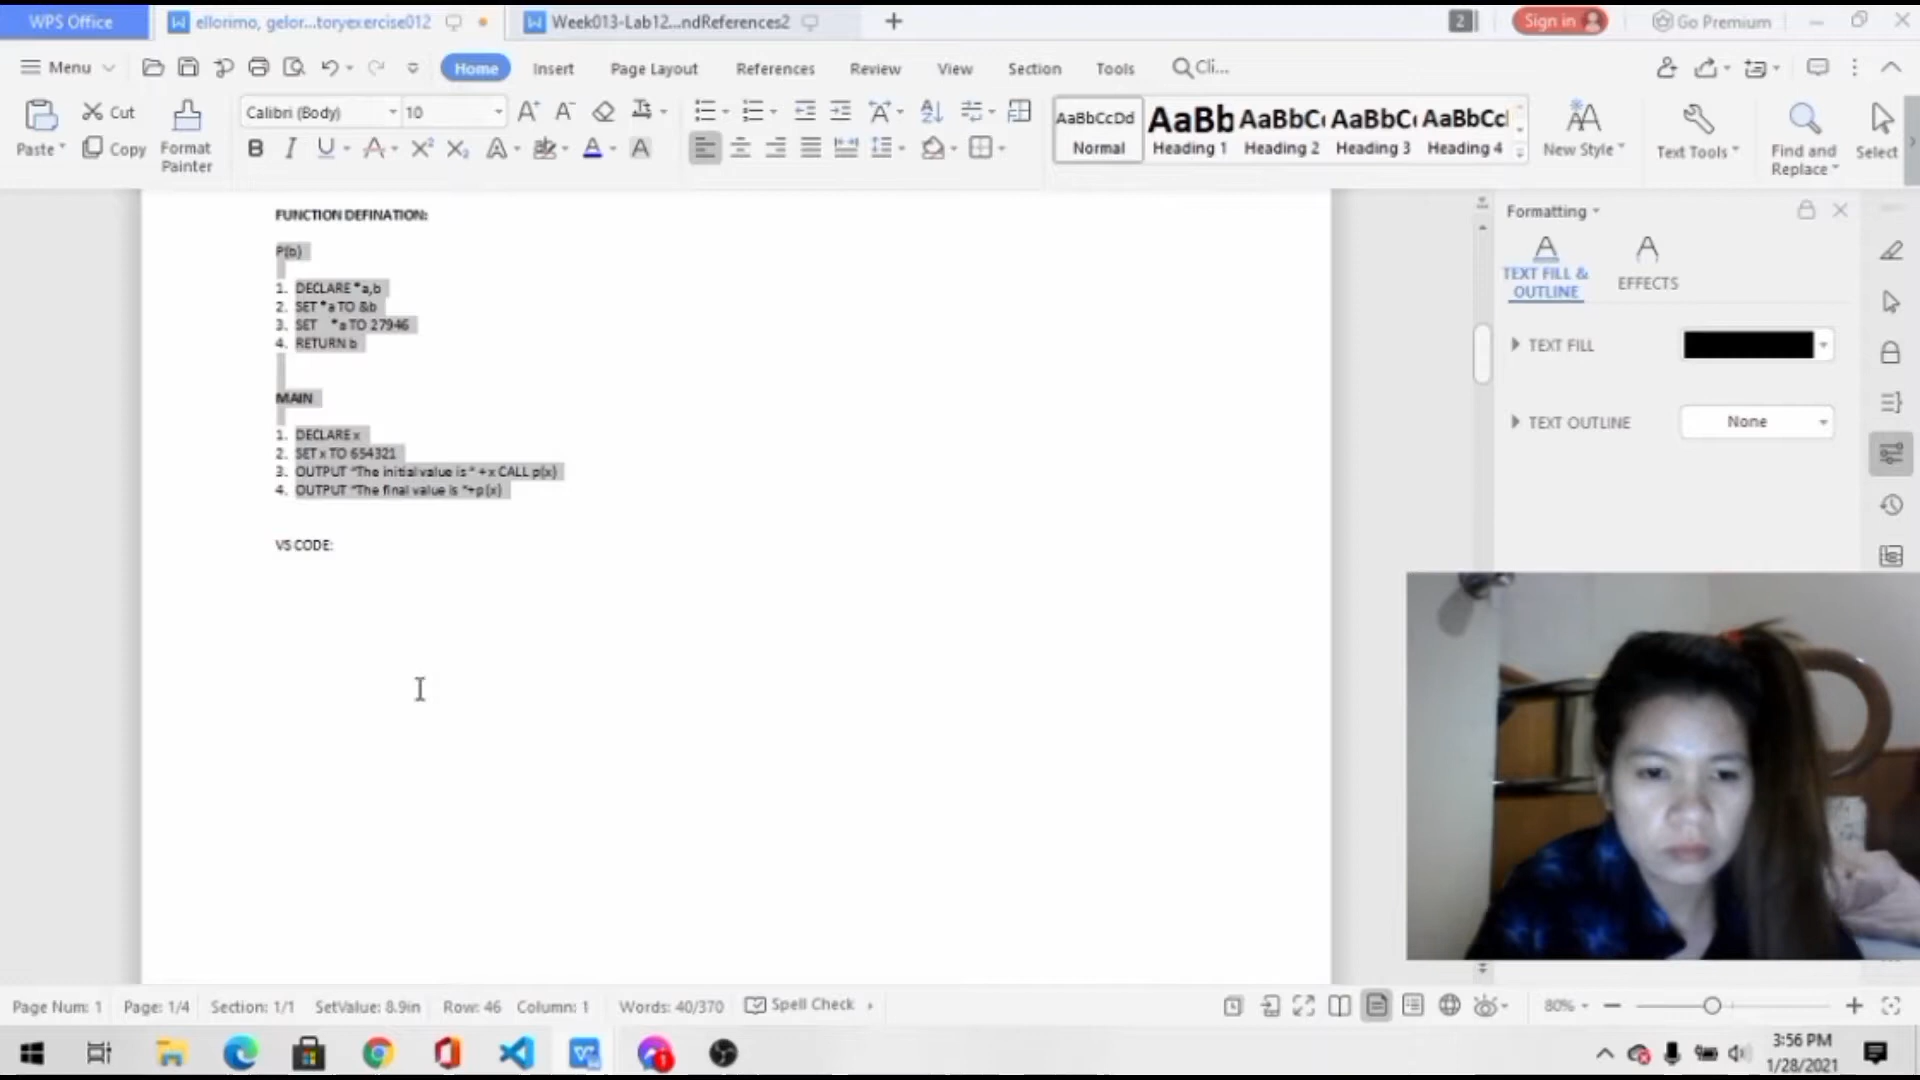 WPS Office
ellorimo, gelor...toryexercise012
Week013-Lab12...ndReferences2
2
Sign in
Go Premium
Menu
Home
Insert
Page Layout
References
Review
View
Section
Tools
Cli...
Paste
Cut
Copy
Format
Painter
Calibri (Body)
10
AaBbCcDd
Normal
AaBb
Heading 1
AaBbC
Heading 2
AaBbC
Heading 3
AaBbCc
Heading 4
New Style
Text Tools
Find and
Replace
Select
FUNCTION DEFINATION:
P(b)
1. DECLARE *a,b
2. SET *a TO &b
3. SET *a TO 27946
4. RETURN b
MAIN
1. DECLARE x
2. SET x TO 654321
3. OUTPUT "The initial value is " +x CALL p(x)
4. OUTPUT "The final value is "+p(x)
VS CODE:
Formatting
TEXT FILL &
OUTLINE
EFFECTS
TEXT FILL
TEXT OUTLINE
None
Page Num: 1
Page: 1/4
Section: 1/1
SetValue: 8.9in
Row: 46
Column: 1
Words: 40/370
Spell Check
80%
3:56 PM
1/28/2021